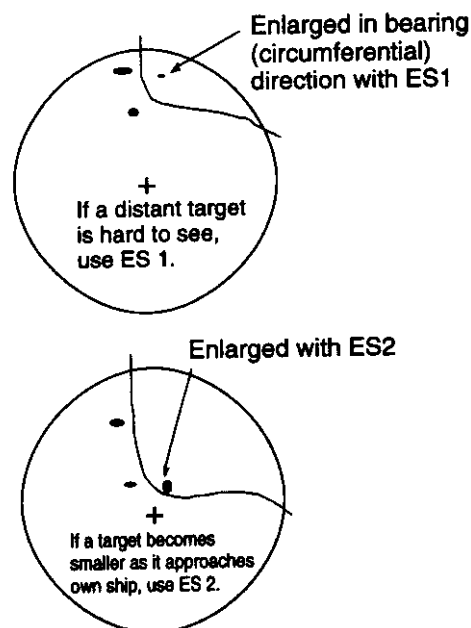 Enlarged in bearing
(circumferential)
direction with ES1
If a distant target
is hard to see,
use ES 1.
Enlarged with ES2
If a target becomes
smaller as it approaches
own ship, use ES 2.